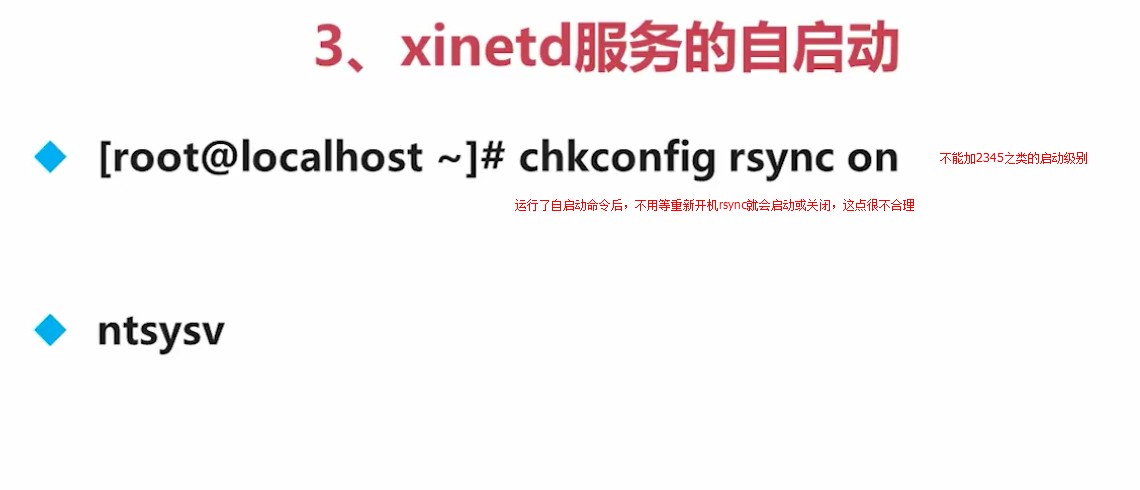 3、xinetd服务的自启动
[root@localhost ~]# chkconfig rsync on 不能加2345之类的启动级别
运行了自启动命令后，不用等重新开机rsync就会启动或关闭，这点很不合理
ntsysv